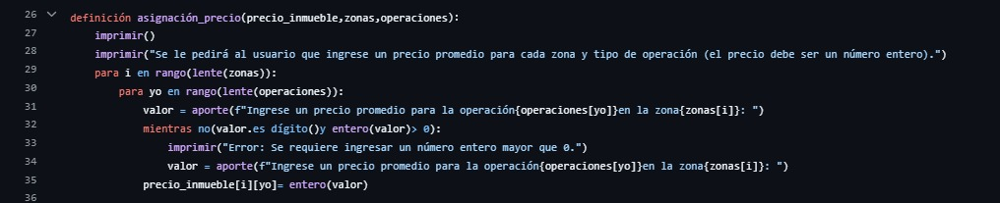 26 definición asignación_precio(precio_inmueble,zonas,operaciones):
27 imprimir()
28 imprimir("Se le pedirá al usuario que ingrese un precio promedio para cada zona y tipo de operación (el precio debe ser un número entero).")
29 para i en rango(lente(zonas)):
30 para yo en rango(lente(operaciones)):
31 valor = aporte(f"Ingrese un precio promedio para la operación{operaciones[yo]}en la zona{zonas[i]}: ")
32 mientras no(valor.es dígito()y entero(valor)> 0):
33 imprimir("Error: Se requiere ingresar un número entero mayor que 0.")
34 valor = aporte(f"Ingrese un precio promedio para la operación{operaciones[yo]}en la zona{zonas[i]}: ")
35 precio_inmueble[i][yo]= entero(valor)
36